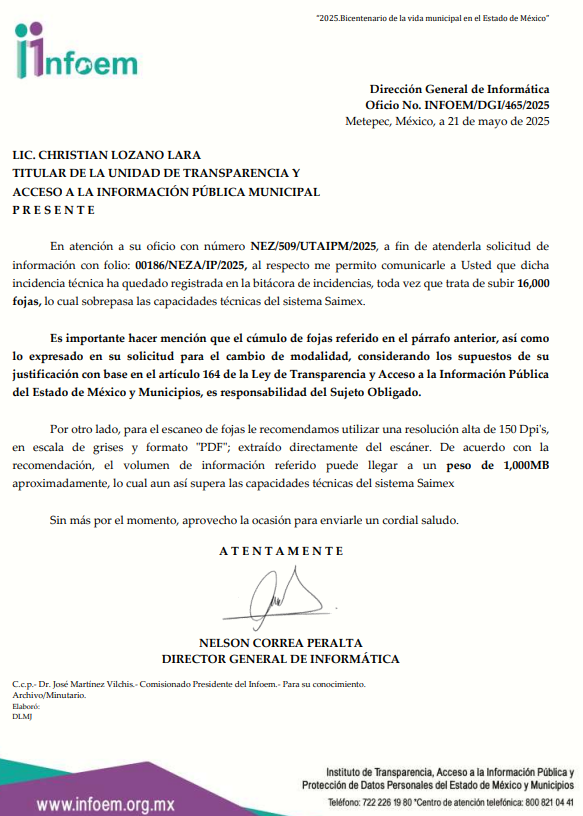 "2025.Bicentenario de la vida municipal en el Estado de México"
infoem
Dirección General de Informática
Oficio No. INFOEM/DGI/465/2025
Metepec, México, a 21 de mayo de 2025
LIC. CHRISTIAN LOZANO LARA
TITULAR DE LA UNIDAD DE TRANSPARENCIA Y
ACCESO A LA INFORMACIÓN PÚBLICA MUNICIPAL
P R E S E N T E
En atención a su oficio con número NEZ/509/UTAIPM/2025, a fin de atenderla solicitud de
información con folio: 00186/NEZA/IP/2025, al respecto me permito comunicarle a Usted que dicha
incidencia técnica ha quedado registrada en la bitácora de incidencias, toda vez que trata de subir 16,000
fojas, lo cual sobrepasa las capacidades técnicas del sistema Saimex.
Es importante hacer mención que el cúmulo de fojas referido en el párrafo anterior, así como
lo expresado en su solicitud para el cambio de modalidad, considerando los supuestos de su
justificación con base en el artículo 164 de la Ley de Transparencia y Acceso a la Información Pública
del Estado de México y Municipios, es responsabilidad del Sujeto Obligado.
Por otro lado, para el escaneo de fojas le recomendamos utilizar una resolución alta de 150 Dpi's,
en escala de grises y formato "PDF"; extraído directamente del escáner. De acuerdo con la
recomendación, el volumen de información referido puede llegar a un peso de 1,000MB
aproximadamente, lo cual aun así supera las capacidades técnicas del sistema Saimex
Sin más por el momento, aprovecho la ocasión para enviarle un cordial saludo.
A T E N T A M E N T E
NELSON CORREA PERALTA
DIRECTOR GENERAL DE INFORMÁTICA
C.c.p.- Dr. José Martínez Vilchis.- Comisionado Presidente del Infoem.- Para su conocimiento.
Archivo/Minutario.
Elaboró:
DLMJ
Instituto de Transparencia, Acceso a la Información Pública y
Protección de Datos Personales del Estado de México y Municipios
www.infoem.org.mx
Teléfono: 722 226 19 80 *Centro de atención telefónica: 800 821 04 41